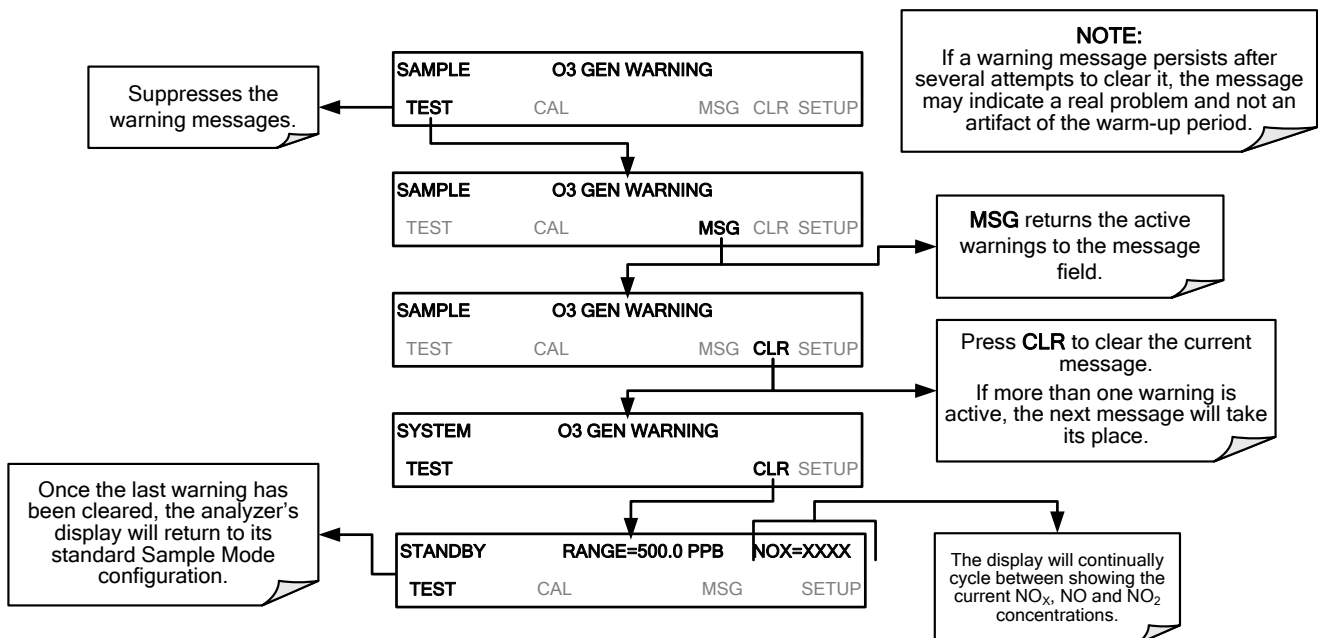 NOTE:
If a warning message persists after
several attempts to clear it, the message
may indicate a real problem and not an
artifact of the warm-up period.
Suppresses the
warning messages.
SAMPLE O3 GEN WARNING
TEST CAL MSG CLR SETUP
SAMPLE O3 GEN WARNING
TEST CAL MSG CLR SETUP
MSG returns the active
warnings to the message
field.
SAMPLE O3 GEN WARNING
TEST CAL MSG CLR SETUP
Press CLR to clear the current
message.
If more than one warning is
active, the next message will take
its place.
SYSTEM O3 GEN WARNING
TEST CLR SETUP
Once the last warning has
been cleared, the analyzer’s
display will return to its
standard Sample Mode
configuration.
STANDBY RANGE=500.0 PPB NOX=XXXX
TEST CAL MSG SETUP
The display will continually
cycle between showing the
current NOX, NO and NO2
concentrations.